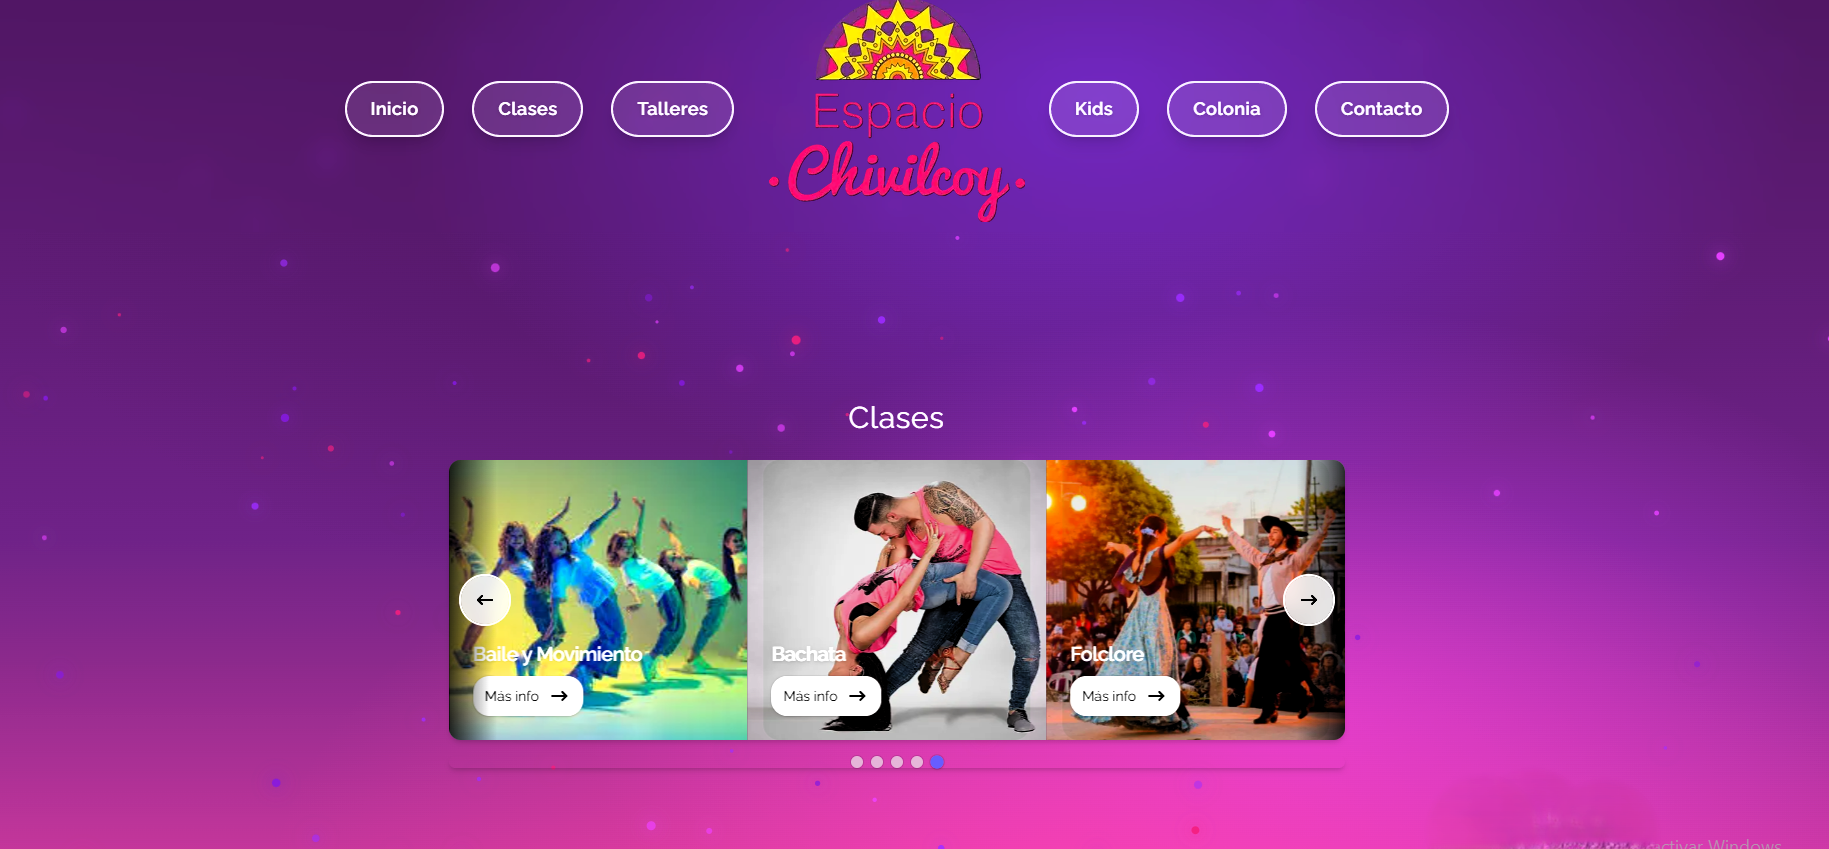 Inicio
Clases
Talleres
Espacio
Chivilcoy
Kids
Colonia
Contacto
Clases
Baile y Movimiento
Más info
Bachata
Más info
Folclore
Más info
activar Windows